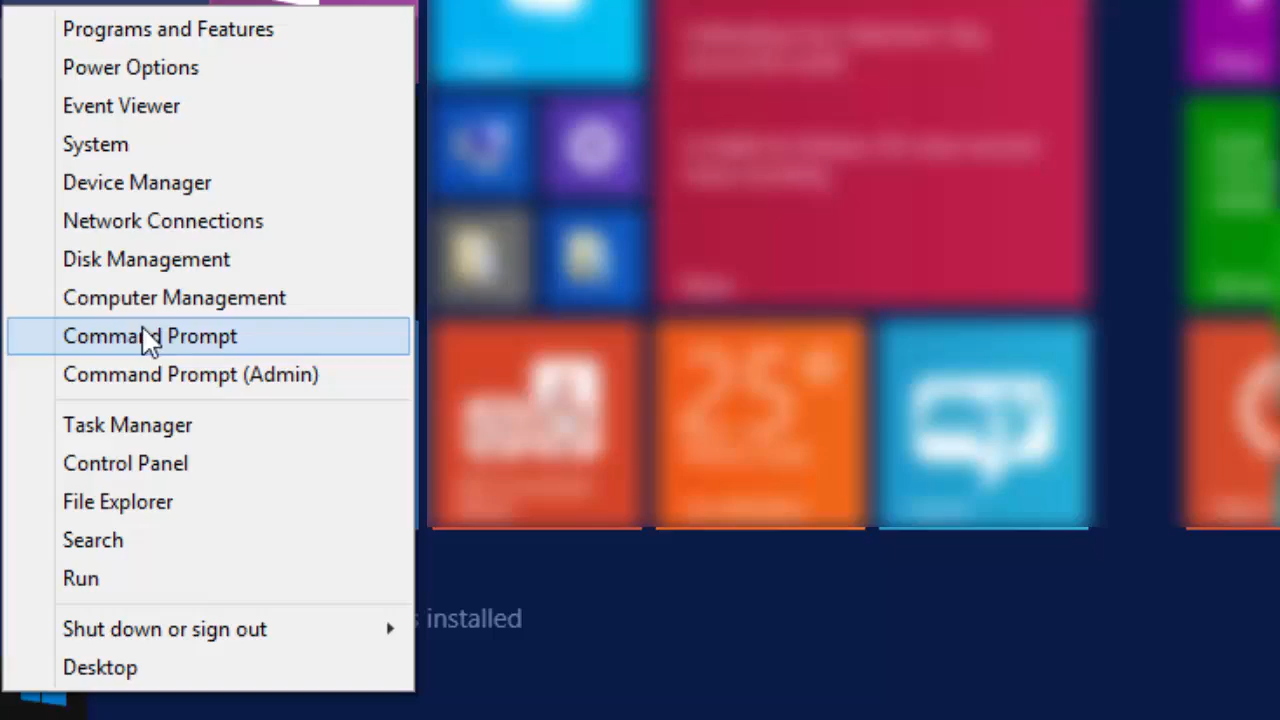 Programs and Features
Power Options
Event Viewer
System
Device Manager
Network Connections
Disk Management
Computer Management
Command Prompt
Command Prompt (Admin)
Task Manager
Control Panel
File Explorer
Search
Run
Shut down or sign out
Desktop
installed
25°